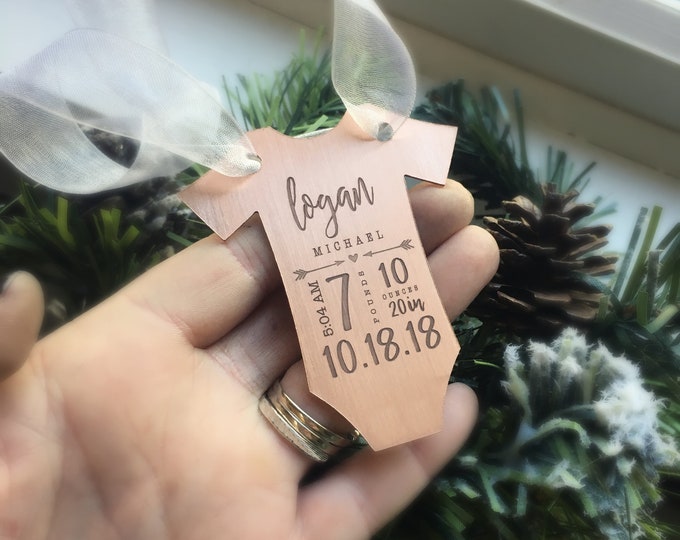 logan
MICHAEL
5:04 AM
7
POUNDS
10
OUNCES
20in
10.18.18